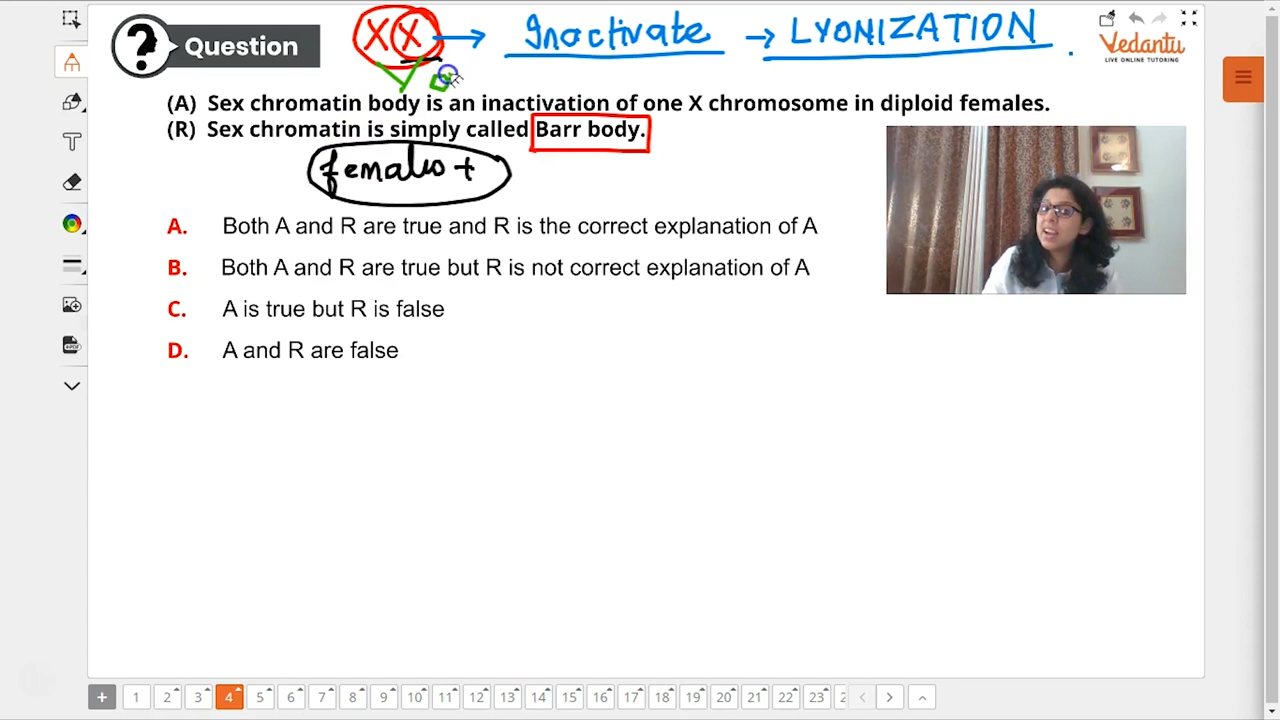 ? Question
XX → Inactivate → LYONIZATION.
Vedantu
LIVE ONLINE TUTORING
(A) Sex chromatin body is an inactivation of one X chromosome in diploid females.
(R) Sex chromatin is simply called Barr body.
females +
A. Both A and R are true and R is the correct explanation of A
B. Both A and R are true but R is not correct explanation of A
C. A is true but R is false
D. A and R are false
+ 1 2 3 4 5 6 7 8 9 10 11 12 13 14 15 16 17 18 19 20 21 22 23 2